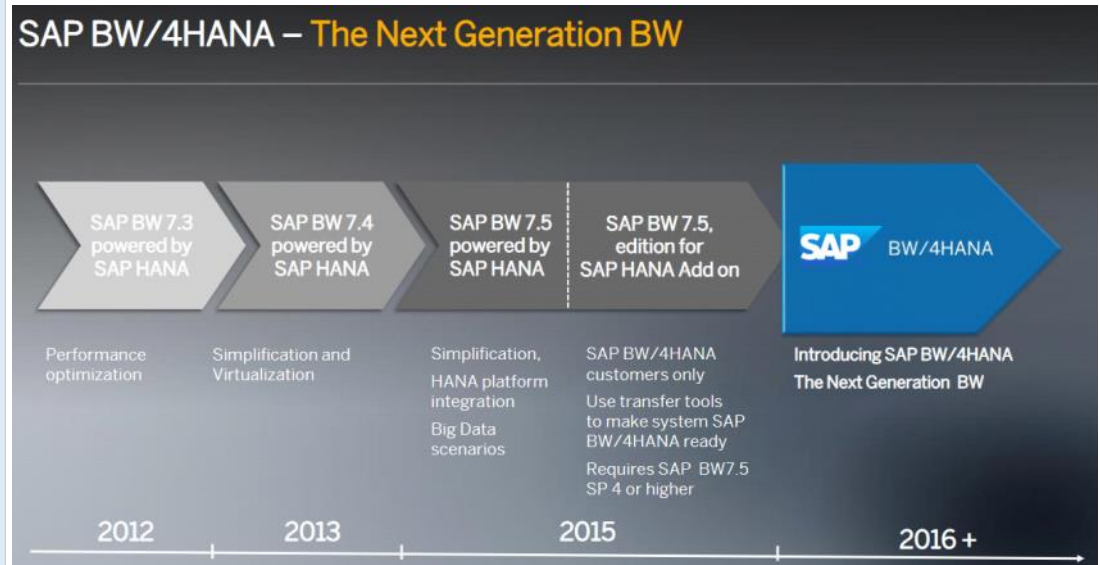 SAP BW/4HANA – The Next Generation BW
SAP BW 7.3
powered by
SAP HANA
SAP BW 7.4
powered by
SAP HANA
SAP BW 7.5
powered by
SAP HANA
SAP BW 7.5,
edition for
SAP HANA Add on
SAP BW/4HANA
Performance
optimization
Simplification and
Virtualization
Simplification,
HANA platform
integration
Big Data
scenarios
SAP BW/4HANA
customers only
Use transfer tools
to make system SAP
BW/4HANA ready
Requires SAP BW7.5
SP 4 or higher
Introducing SAP BW/4HANA
The Next Generation BW
2012
2013
2015
2016 +